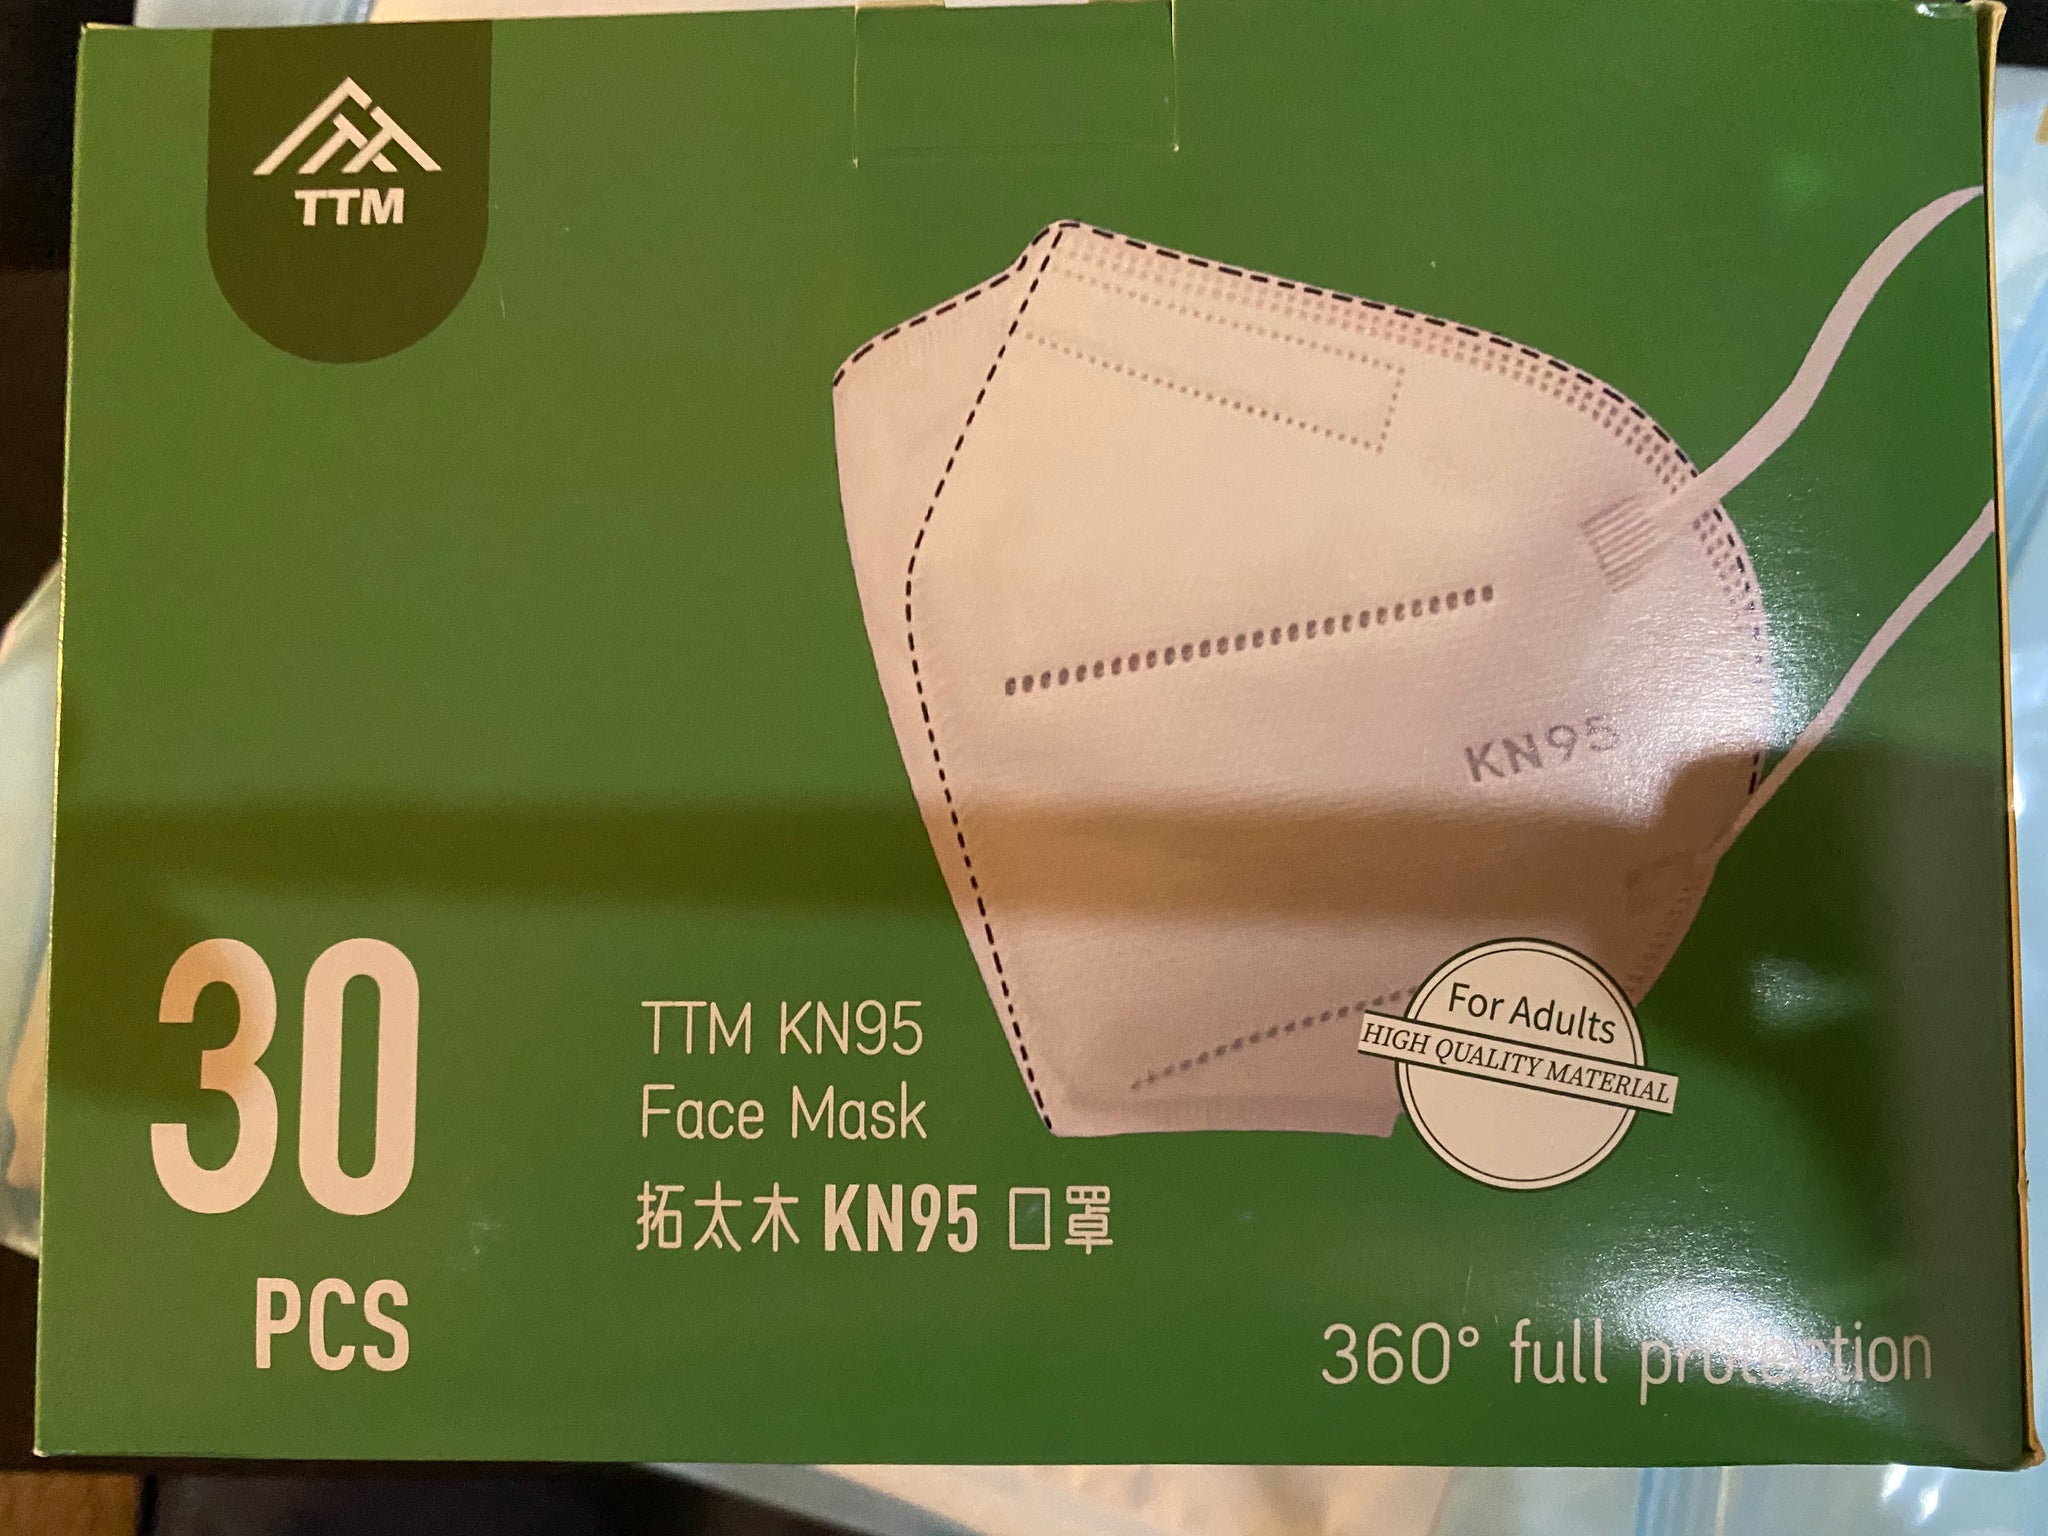 TTM
KN95
For Adults
HIGH QUALITY MATERIAL
30
PCS
TTM KN95
Face Mask
拓太木 KN95 口罩
360° full protection